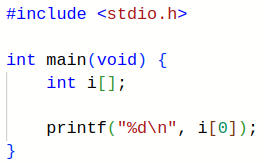 #include <stdio.h>

int main(void) {
    int i[];

    printf("%d\n", i[0]);
}